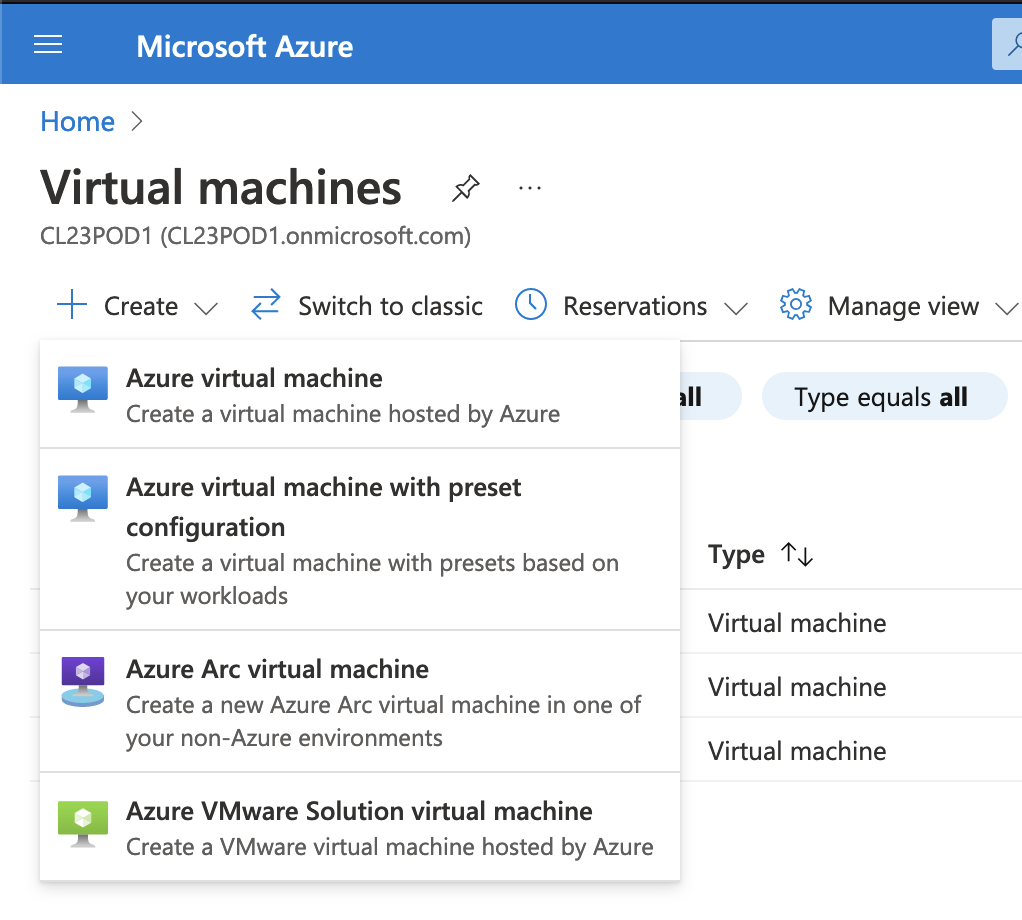 Microsoft Azure
Home
Virtual machines
CL23POD1 (CL23POD1.onmicrosoft.com)
Create
Switch to classic
Reservations
Manage view
Azure virtual machine
Create a virtual machine hosted by Azure
all
Type equals all
Azure virtual machine with preset
configuration
Create a virtual machine with presets based on
your workloads
Type
Virtual machine
Azure Arc virtual machine
Create a new Azure Arc virtual machine in one of
your non-Azure environments
Virtual machine
Virtual machine
Azure VMware Solution virtual machine
Create a VMware virtual machine hosted by Azure